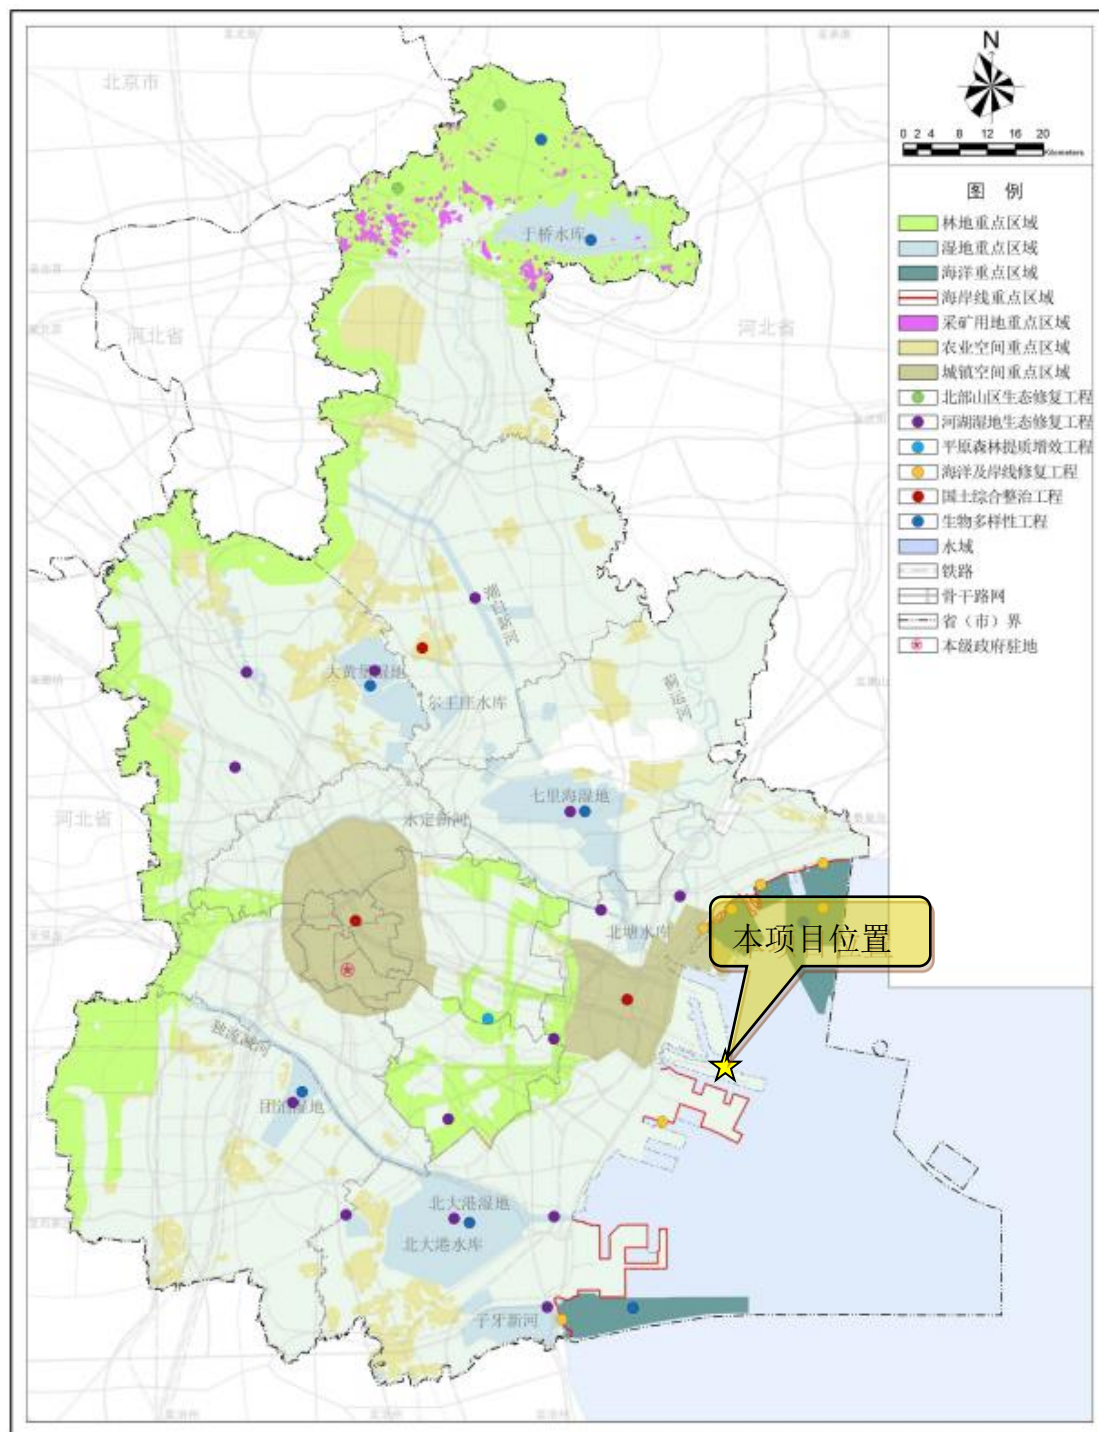 北京市
N
0 2 4 8 12 16 20
Kilometers
图 例
林地重点区域
湿地重点区域
海洋重点区域
海岸线重点区域
采矿用地重点区域
农业空间重点区域
城镇空间重点区域
北部山区生态修复工程
河湖湿地生态修复工程
平原森林提质增效工程
海洋及岸线修复工程
国土综合整治工程
生物多样性工程
水域
铁路
骨干路网
省（市）界
本级政府驻地
于桥水库
河北省
河北省
潮白新河
大黄堡湿地
尔王庄水库
蓟运河
七里海湿地
河北省
永定新河
北塘水库
本项目位置
独流减河
团泊湿地
北大港湿地
北大港水库
子牙新河